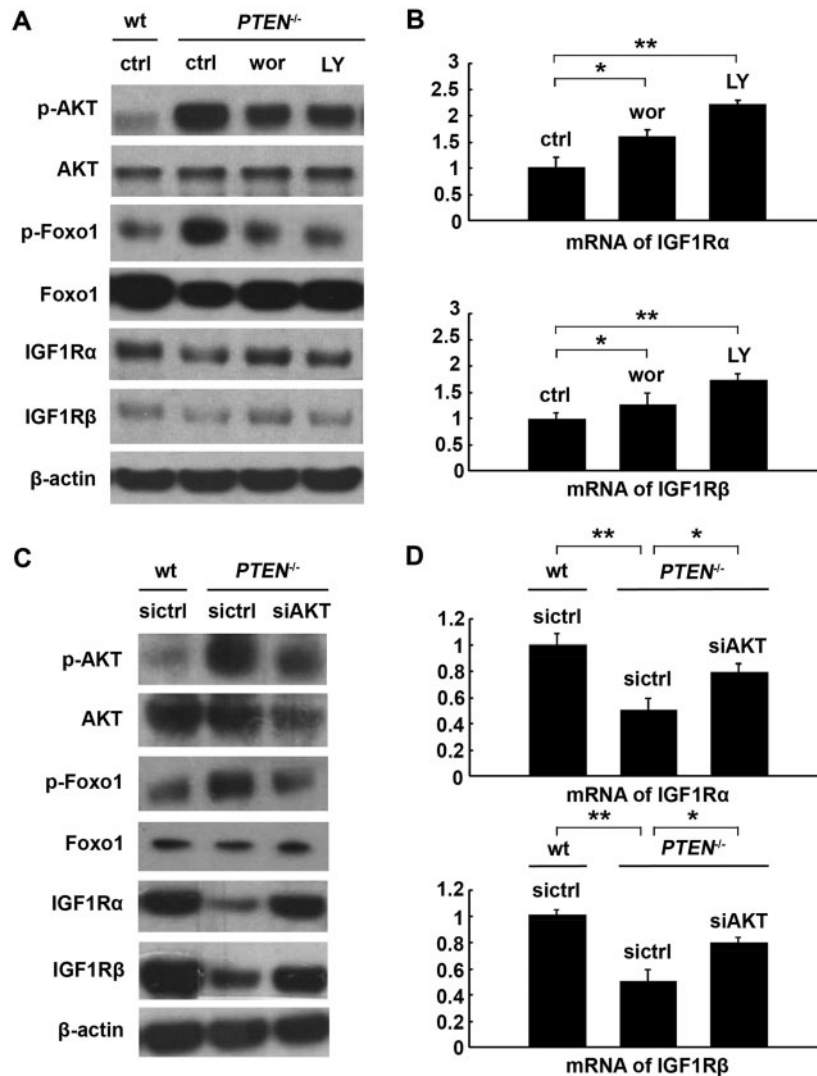 A
wt PTEN-/-
ctrl ctrl wor LY
p-AKT
AKT
p-Foxo1
Foxo1
IGF1Rα
IGF1Rβ
β-actin
B
**
*
3
2.5
2
1.5
1
0.5
0
ctrl wor LY
mRNA of IGF1Rα
**
*
3
2.5
2
1.5
1
0.5
0
ctrl wor LY
mRNA of IGF1Rβ
C
wt PTEN-/-
sictrl sictrl siAKT
p-AKT
AKT
p-Foxo1
Foxo1
IGF1Rα
IGF1Rβ
β-actin
D
** *
wt PTEN-/-
1.2
1
0.8
0.6
0.4
0.2
0
sictrl sictrl siAKT
mRNA of IGF1Rα
** *
wt PTEN-/-
1.2
1
0.8
0.6
0.4
0.2
0
sictrl sictrl siAKT
mRNA of IGF1Rβ